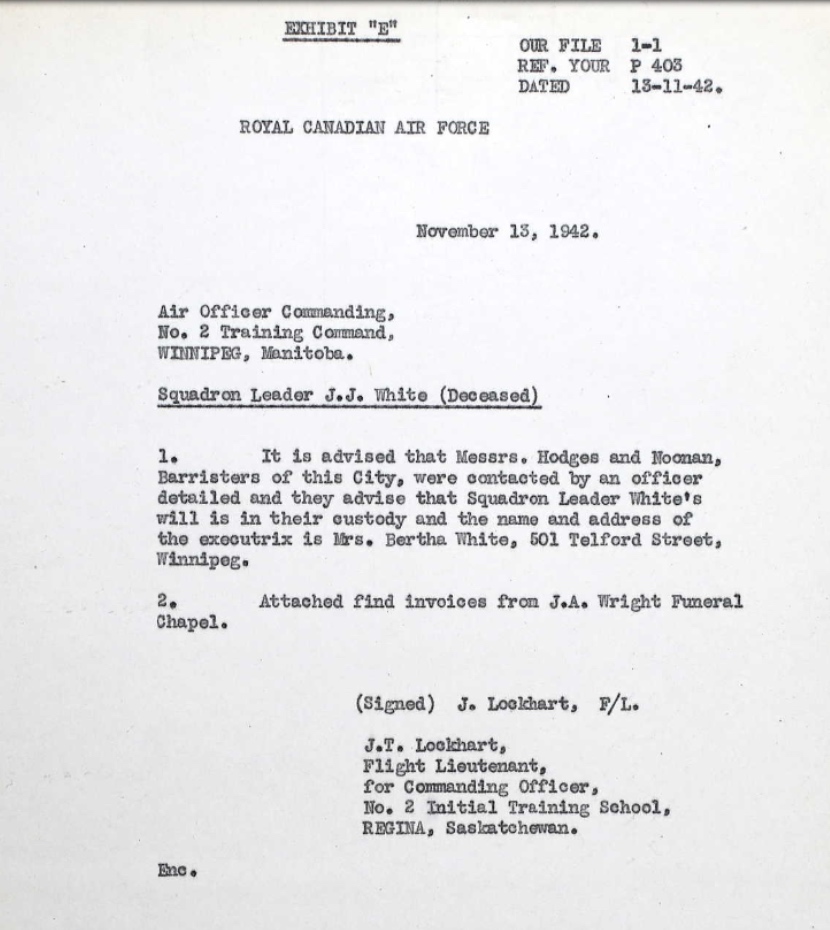 EXHIBIT "E"
OUR FILE 1-1
REF. YOUR P 403
DATED 13-11-42.
ROYAL CANADIAN AIR FORCE
November 13, 1942.
Air Officer Commanding,
No. 2 Training Command,
WINNIPEG, Manitoba.
Squadron Leader J.J. White (Deceased)
1. It is advised that Messrs. Hodges and Noonan,
Barristers of this City, were contacted by an officer
detailed and they advise that Squadron Leader White's
will is in their custody and the name and address of
the executrix is Mrs. Bertha White, 501 Telford Street,
Winnipeg.
2. Attached find invoices from J.A. Wright Funeral
Chapel.
(Signed) J. Lockhart, F/L.
J.T. Lockhart,
Flight Lieutenant,
for Commanding Officer,
No. 2 Initial Training School,
REGINA, Saskatchewan.
Enc.